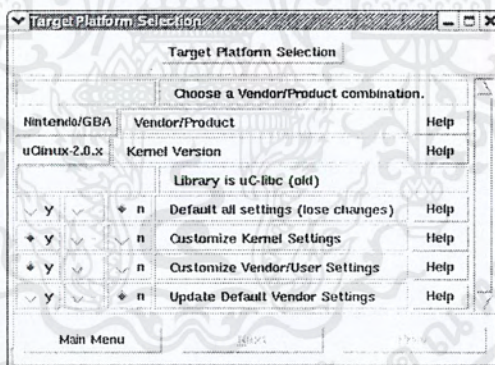 Target Platform Selection
Target Platform Selection
Choose a Vendor/Product combination.
Nintendo/GBA Vendor/Product Help
uClinux-2.0.x Kernel Version Help
Library is uC-libc (old)
y n Default all settings (lose changes) Help
y n Customize Kernel Settings Help
y n Customize Vendor/User Settings Help
y n Update Default Vendor Settings Help
Main Menu Next Prev